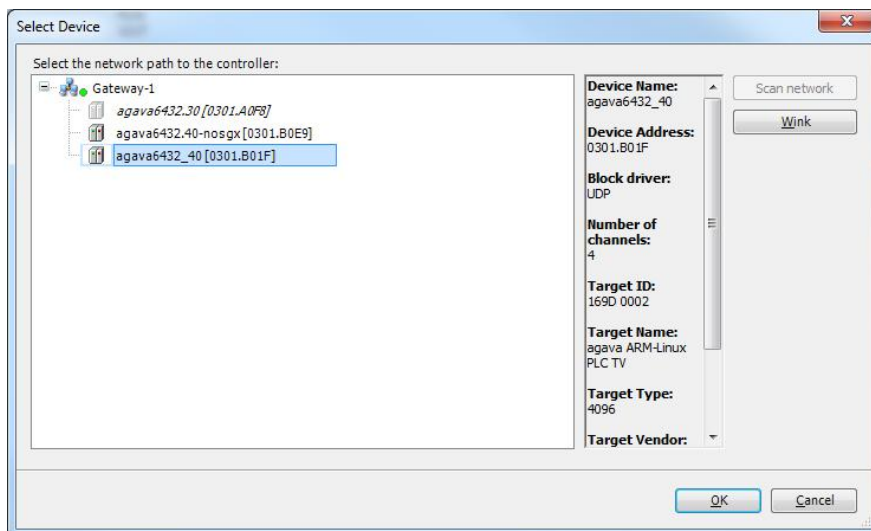 Select Device
Select the network path to the controller:
Gateway-1
agava6432.30 [0301.A0F8]
agava6432.40-nosgx [0301.B0E9]
agava6432_40 [0301.B01F]
Device Name:
agava6432_40
Device Address:
0301.B01F
Block driver:
UDP
Number of
channels:
4
Target ID:
169D 0002
Target Name:
agava ARM-Linux
PLC TV
Target Type:
4096
Target Vendor:
Scan network
Wink
OK
Cancel